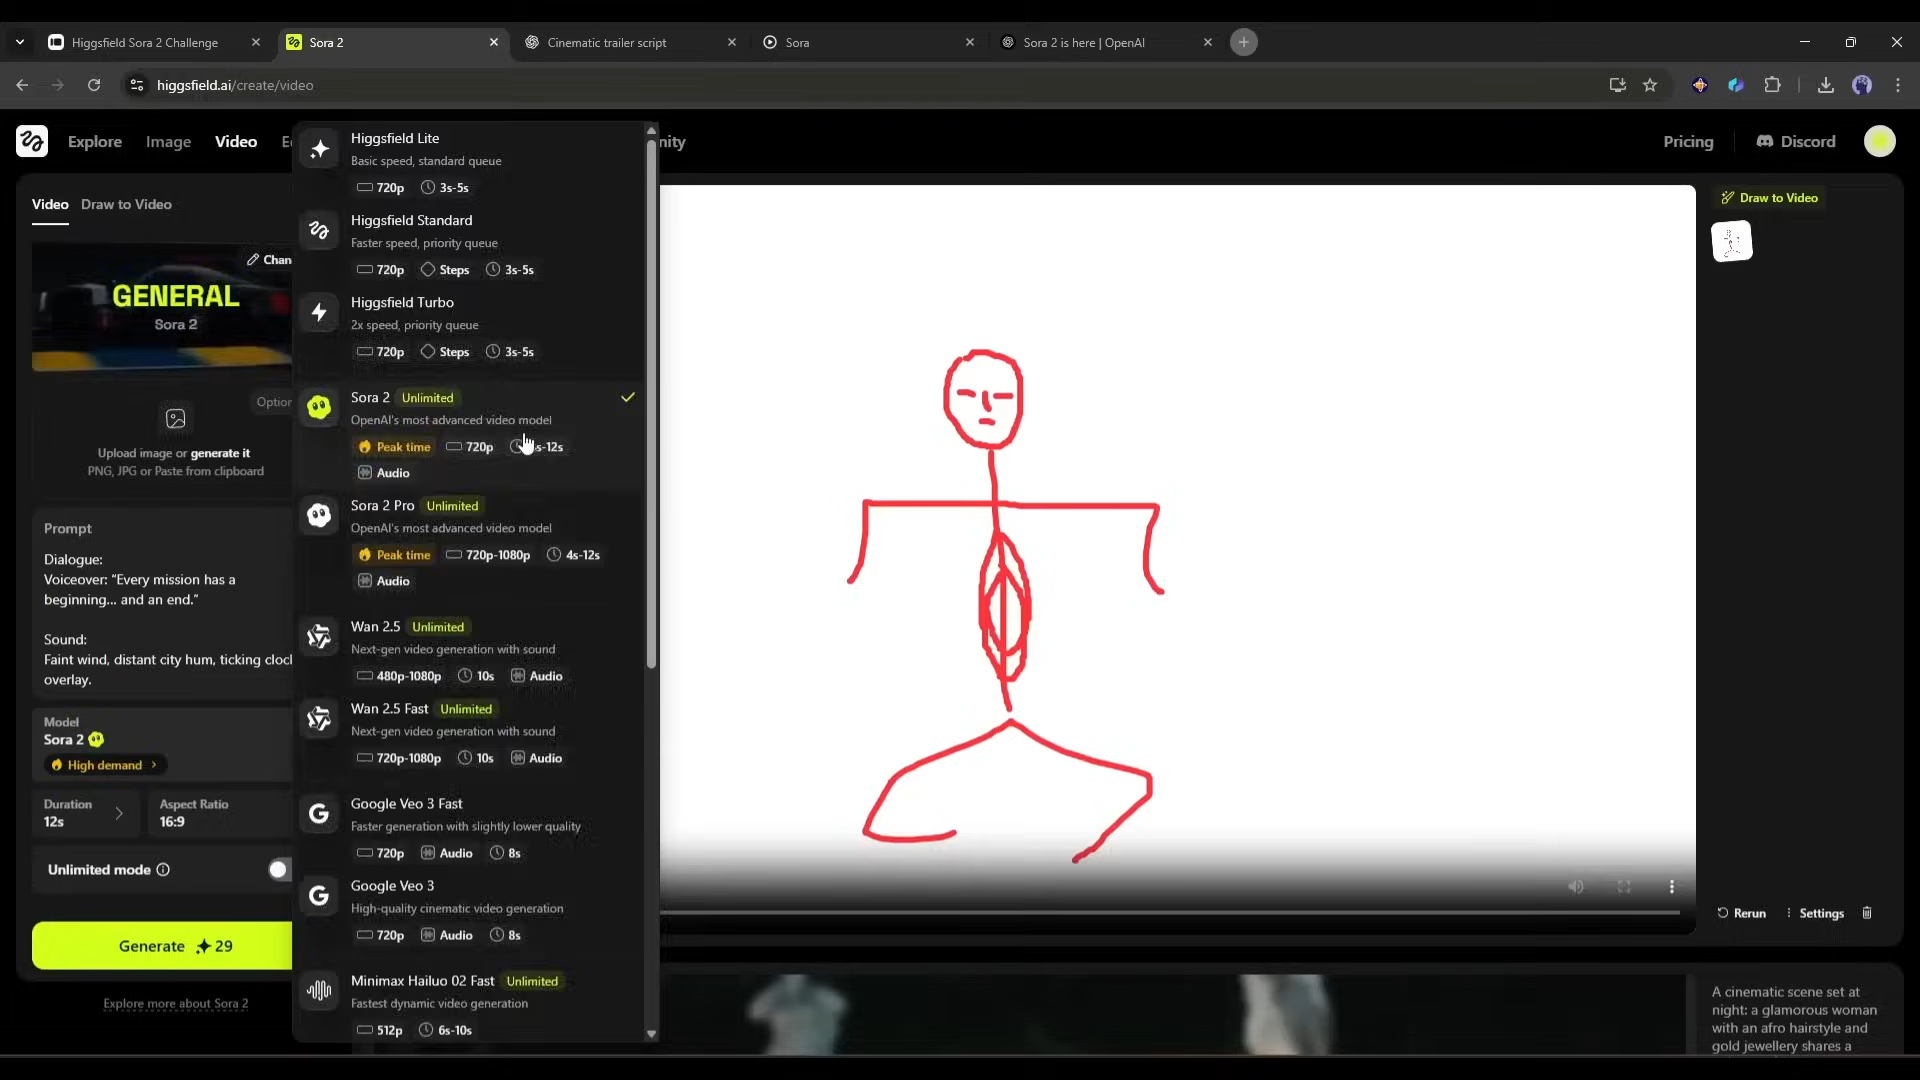 Higgsfield Sora 2 Challenge
Sora 2
Cinematic trailer script
Sora
Sora 2 is here | OpenAI
higgsfield.ai/create/video
Explore
Image
Video
nity
Pricing
Discord
Video
Draw to Video
Chan
GENERAL
Sora 2
Option
Upload image or generate it
PNG, JPG or Paste from clipboard
Prompt
Dialogue:
Voiceover: “Every mission has a
beginning… and an end.”
Sound:
Faint wind, distant city hum, ticking clock
overlay.
Model
Sora 2
High demand
Duration
12s
Aspect Ratio
16:9
Unlimited mode
Generate 29
Explore more about Sora 2
Higgsfield Lite
Basic speed, standard queue
720p 3s-5s
Higgsfield Standard
Faster speed, priority queue
720p Steps 3s-5s
Higgsfield Turbo
2x speed, priority queue
720p Steps 3s-5s
Sora 2 Unlimited
OpenAI's most advanced video model
Peak time 720p s-12s
Audio
Sora 2 Pro Unlimited
OpenAI's most advanced video model
Peak time 720p-1080p 4s-12s
Audio
Wan 2.5 Unlimited
Next-gen video generation with sound
480p-1080p 10s Audio
Wan 2.5 Fast Unlimited
Next-gen video generation with sound
720p-1080p 10s Audio
Google Veo 3 Fast
Faster generation with slightly lower quality
720p Audio 8s
Google Veo 3
High-quality cinematic video generation
720p Audio 8s
Minimax Hailuo 02 Fast Unlimited
Fastest dynamic video generation
512p 6s-10s
Draw to Video
Rerun
Settings
A cinematic scene set at
night: a glamorous woman
with an afro hairstyle and
gold jewellery shares a